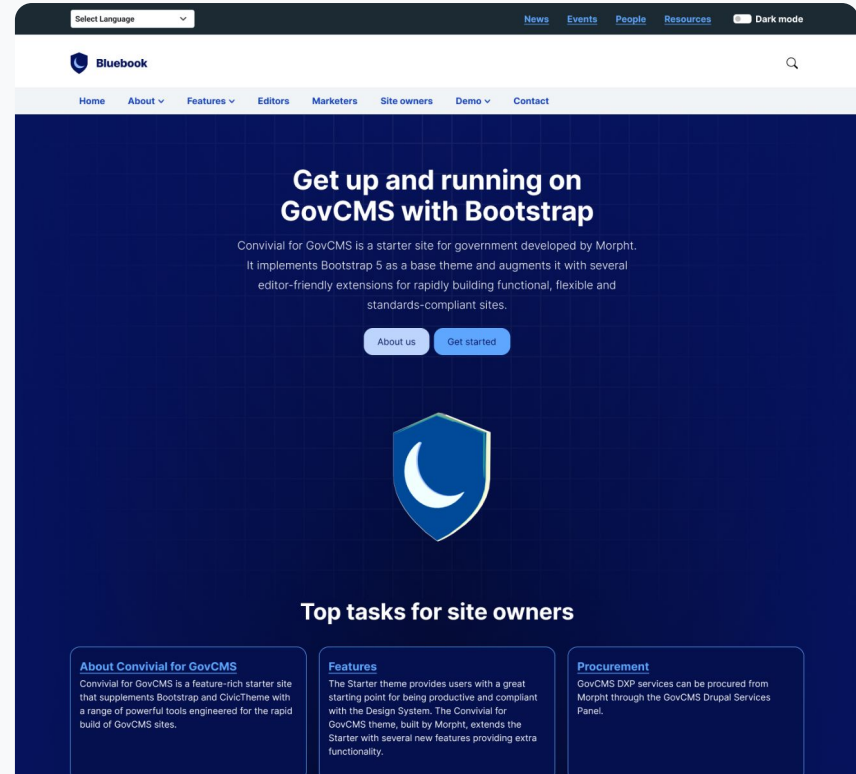 Select Language
News Events People Resources Dark mode
Bluebook
Home About Features Editors Marketers Site owners Demo Contact
Get up and running on
GovCMS with Bootstrap
Convivial for GovCMS is a starter site for government developed by Morpht.
It implements Bootstrap 5 as a base theme and augments it with several
editor-friendly extensions for rapidly building functional, flexible and
standards-compliant sites.
About us Get started
Top tasks for site owners
About Convivial for GovCMS
Convivial for GovCMS is a feature-rich starter site
that supplements Bootstrap and CivicTheme with
a range of powerful tools engineered for the rapid
build of GovCMS sites.
Features
The Starter theme provides users with a great
starting point for being productive and compliant
with the Design System. The Convivial for
GovCMS theme, built by Morpht, extends the
Starter with several new features providing extra
functionality.
Procurement
GovCMS DXP services can be procured from
Morpht through the GovCMS Drupal Services
Panel.